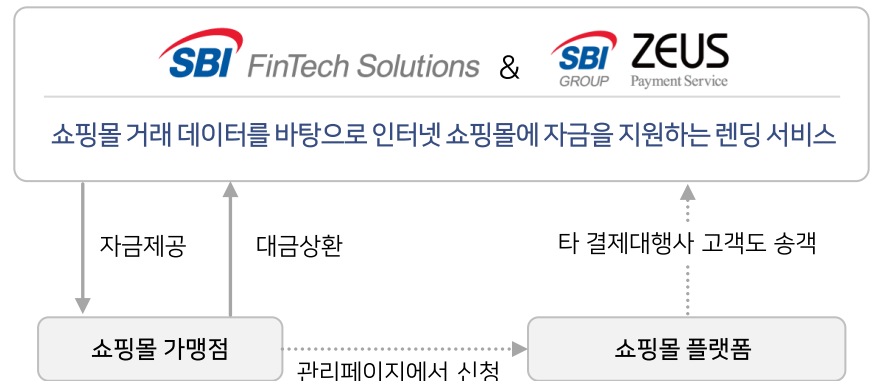 SBI FinTech Solutions & SBI GROUP ZEUS Payment Service
쇼핑몰 거래 데이터를 바탕으로 인터넷 쇼핑몰에 자금을 지원하는 렌딩 서비스
자금제공
대금상환
타 결제대행사 고객도 송객
쇼핑몰 가맹점
쇼핑몰 플랫폼
관리페이지에서 신청